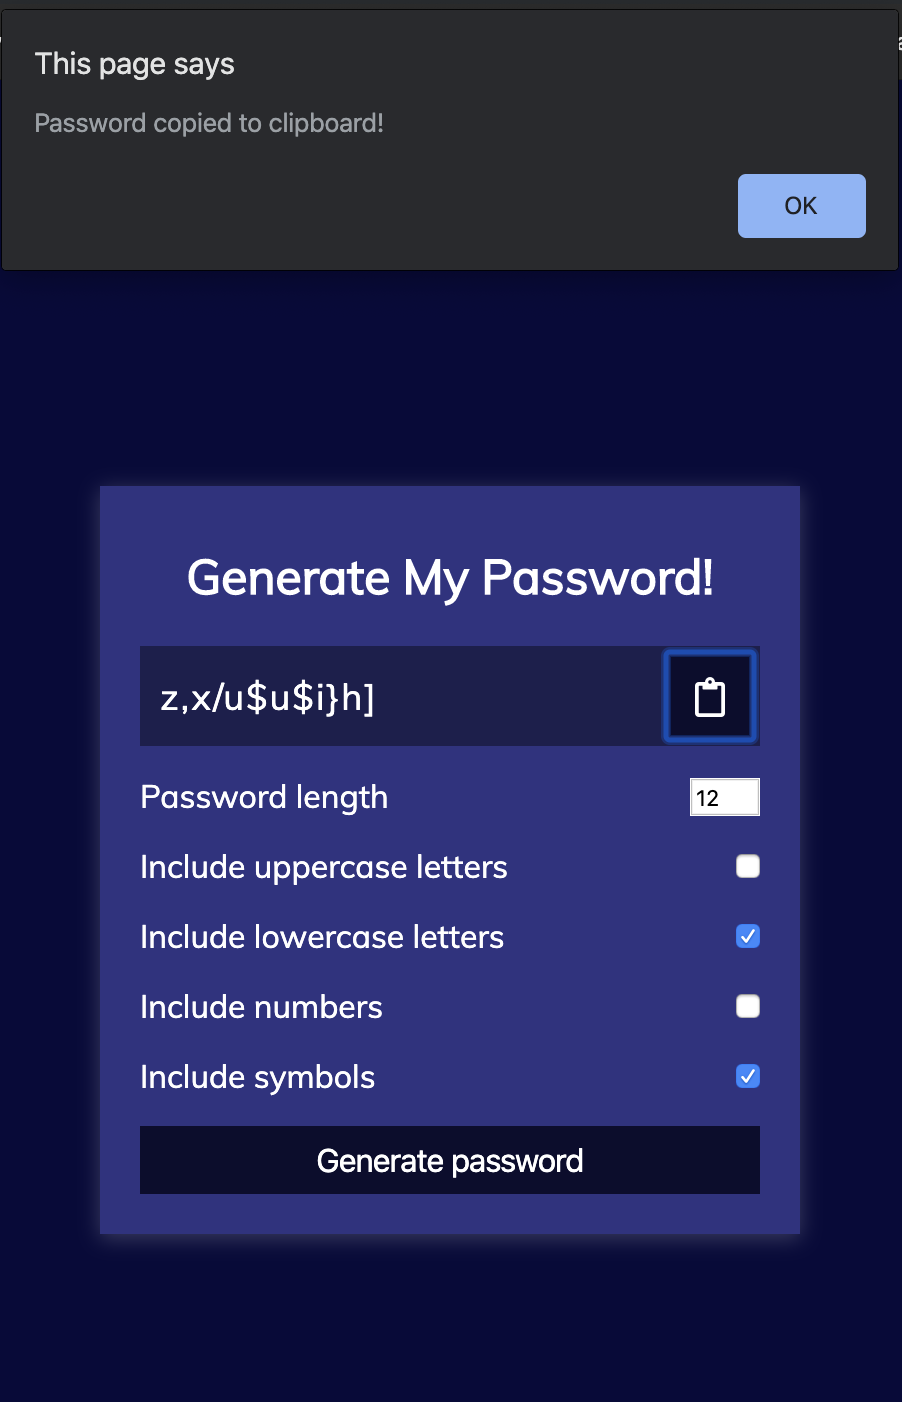 This page says
Password copied to clipboard!
OK
Generate My Password!
z,x/u$u$i}h]
Password length 12
Include uppercase letters
Include lowercase letters
Include numbers
Include symbols
Generate password